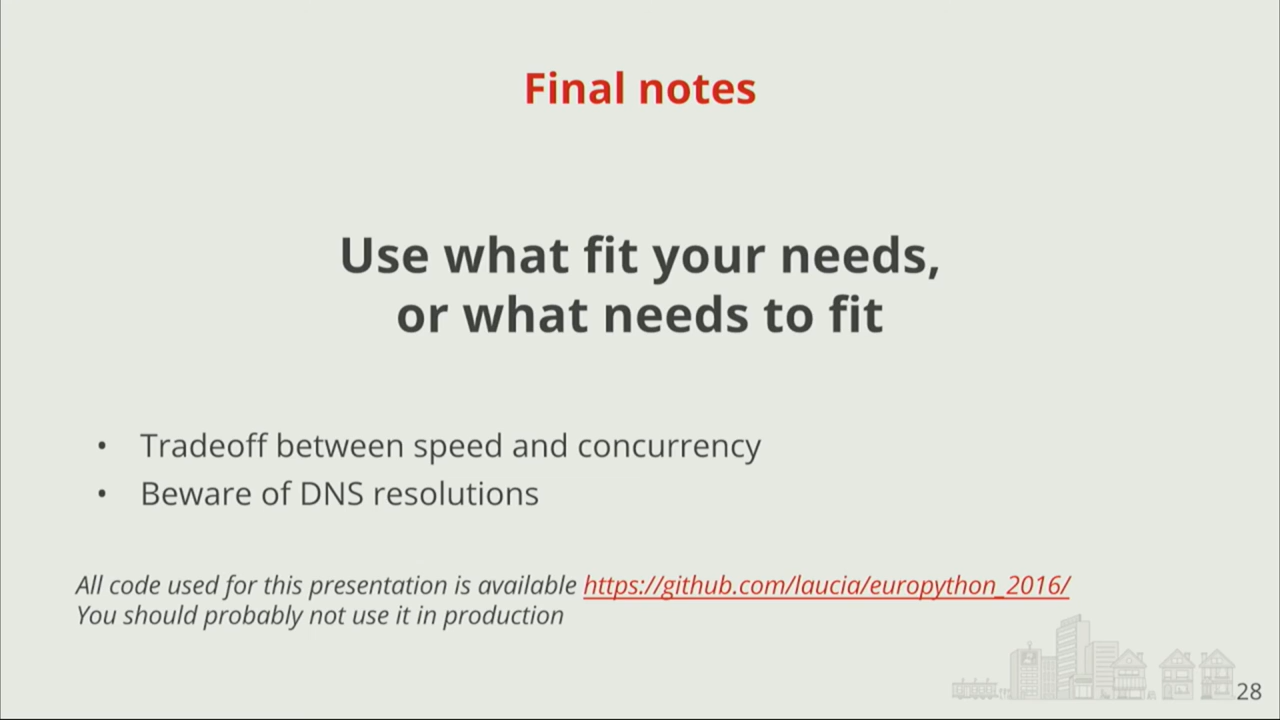 Final notes
Use what fit your needs,
or what needs to fit
• Tradeoff between speed and concurrency
• Beware of DNS resolutions
All code used for this presentation is available https://github.com/laucia/europython_2016/
You should probably not use it in production
28